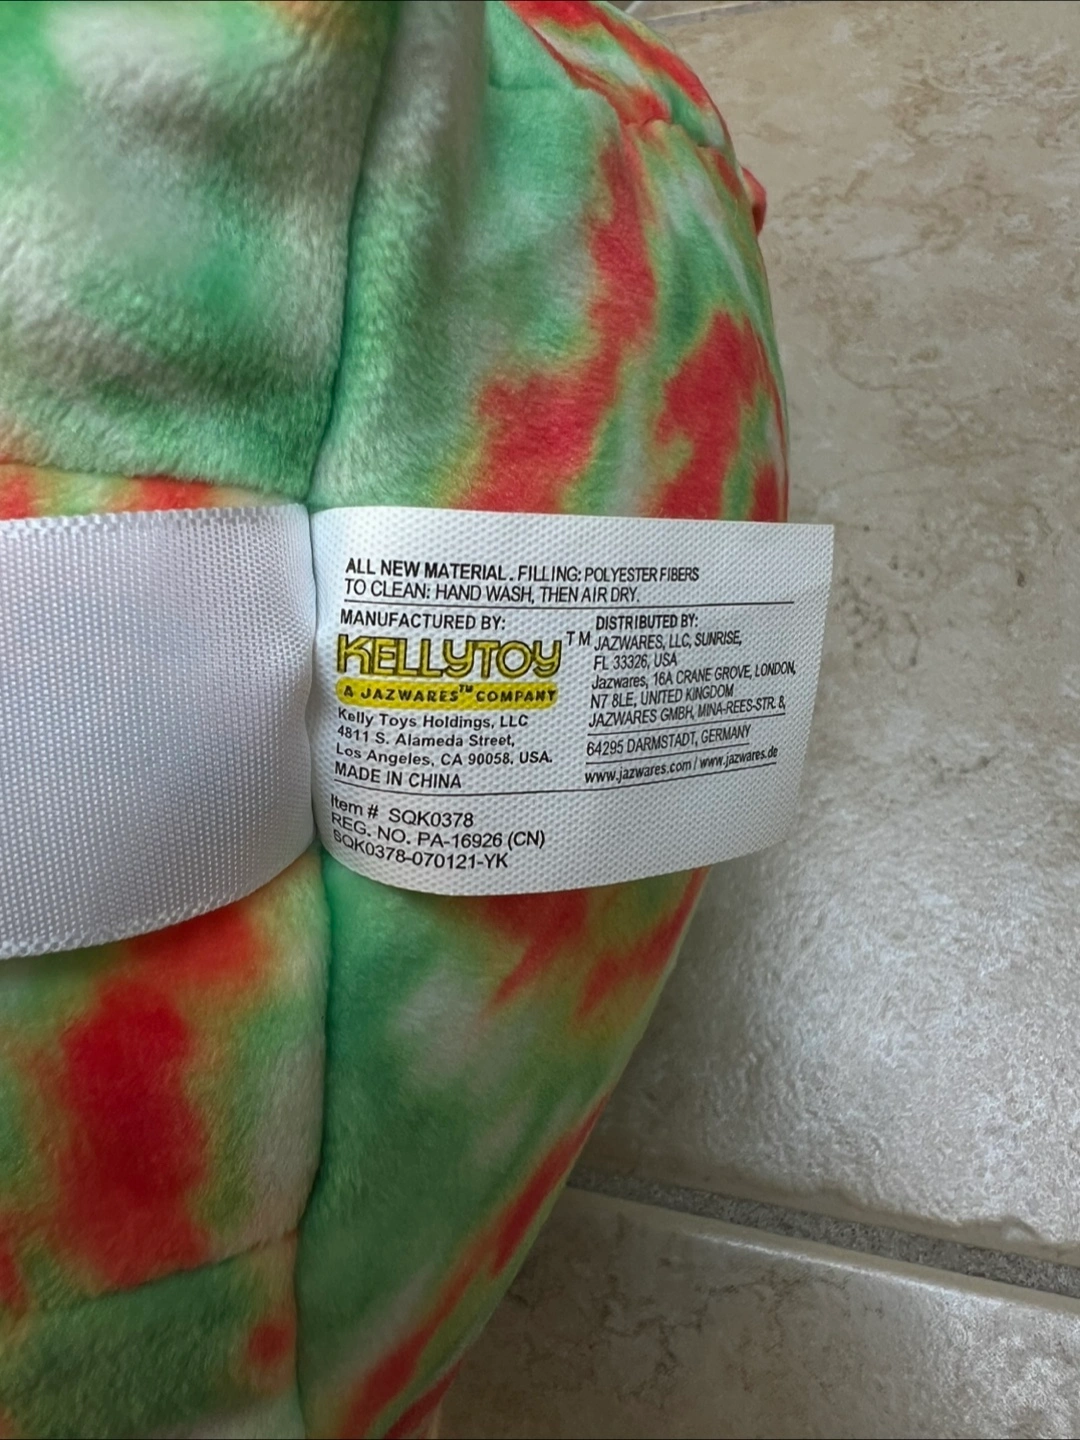 ALL NEW MATERIAL. FILLING: POLYESTER FIBERS
TO CLEAN: HAND WASH, THEN AIR DRY.
MANUFACTURED BY:
KELLYTOY™
A JAZWARES™ COMPANY
Kelly Toys Holdings, LLC
4811 S. Alameda Street,
Los Angeles, CA 90058. USA.
MADE IN CHINA
DISTRIBUTED BY:
JAZWARES, LLC, SUNRISE,
FL 33326, USA
Jazwares, 16A CRANE GROVE, LONDON,
N7 8LE, UNITED KINGDOM
JAZWARES GMBH, MINA-REES-STR. 8,
64295 DARMSTADT, GERMANY
www.jazwares.com / www.jazwares.de
Item # SQK0378
REG. NO. PA-16926 (CN)
SQK0378-070121-YK